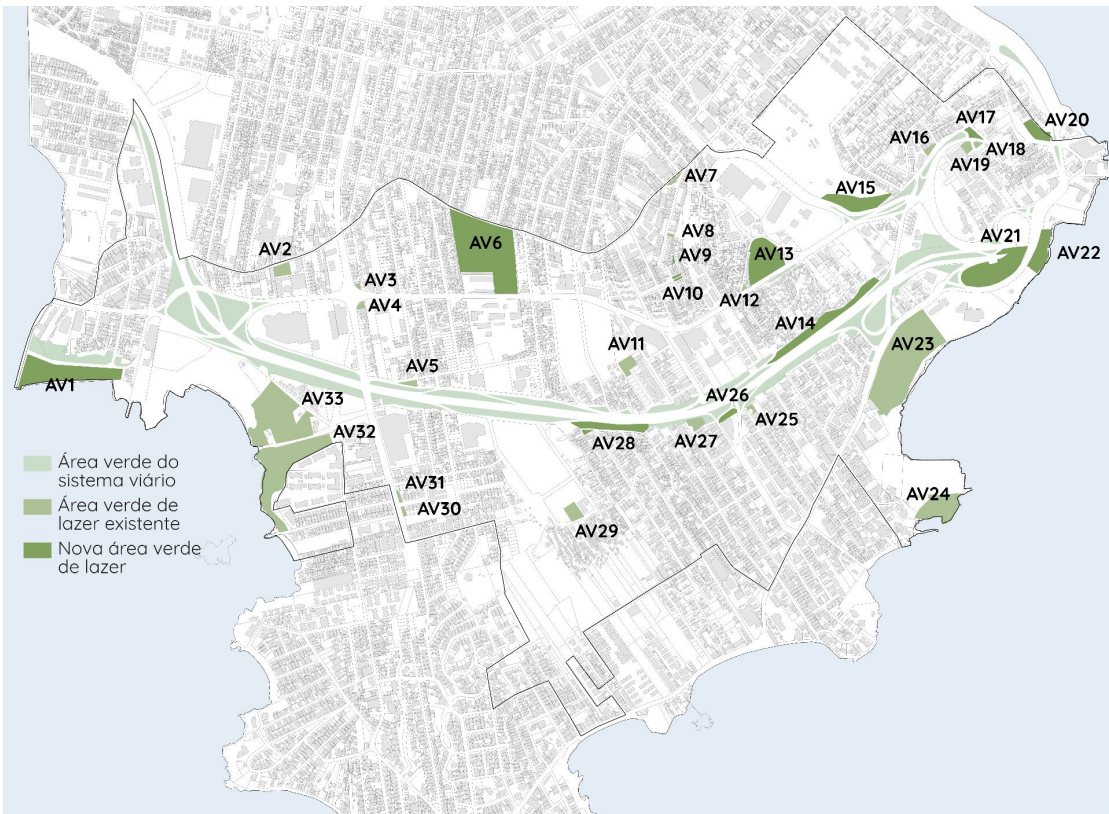 AV17
AV20
AV16
AV18
AV19
AV7
AV15
AV8
AV2
AV6
AV9
AV13
AV21
AV22
AV3
AV10
AV12
AV4
AV14
AV11
AV23
AV5
AV1
AV26
AV33
AV25
AV32
AV28
AV27
Área verde do
sistema viário
Área verde de
lazer existente
Nova área verde
de lazer
AV31
AV30
AV24
AV29